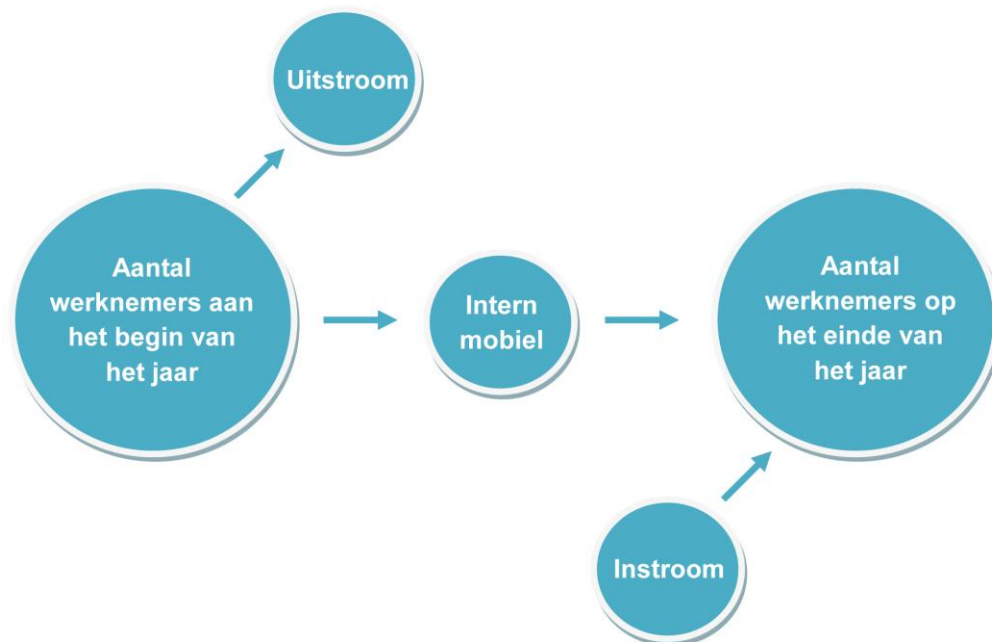 Uitstroom
Aantal
werknemers aan
het begin van
het jaar
Intern
mobiel
Aantal
werknemers op
het einde van
het jaar
Instroom